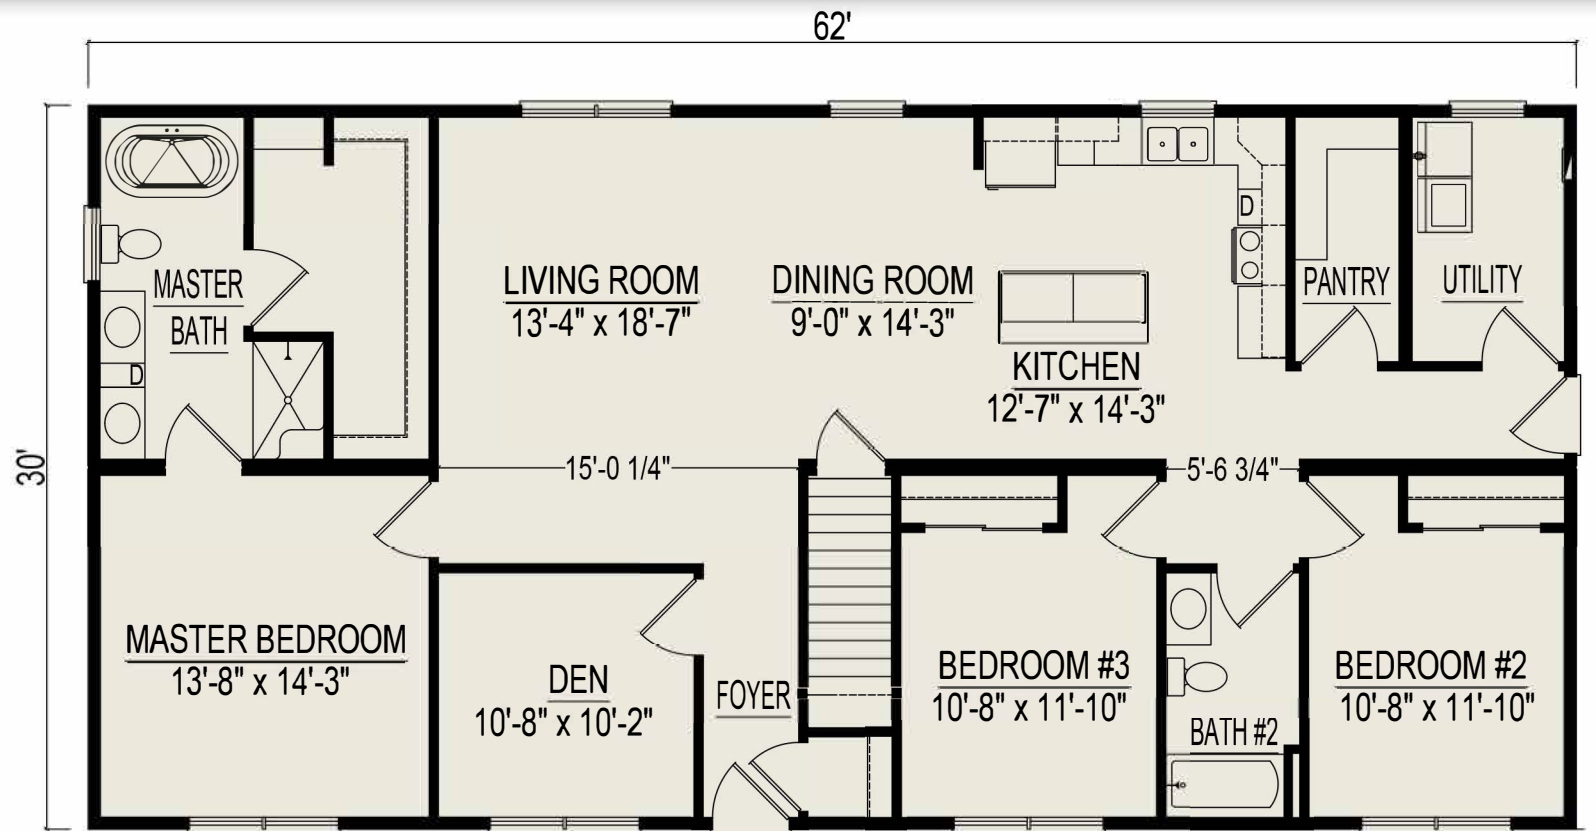 62'
30'
MASTER
BATH
D
LIVING ROOM
13'-4" x 18'-7"
DINING ROOM
9'-0" x 14'-3"
KITCHEN
12'-7" x 14'-3"
D
PANTRY
UTILITY
15'-0 1/4"
5'-6 3/4"
MASTER BEDROOM
13'-8" x 14'-3"
DEN
10'-8" x 10'-2"
FOYER
BEDROOM #3
10'-8" x 11'-10"
BATH #2
BEDROOM #2
10'-8" x 11'-10"